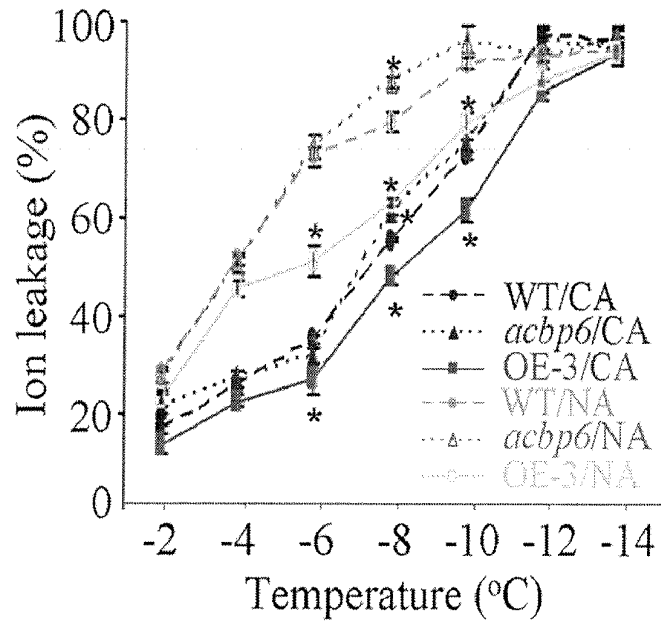 Ion leakage (%)
100
80
60
40
20
0
* * * * * * * * *
WT/CA
acbp6/CA
OE-3/CA
WT/NA
acbp6/NA
OE-3/NA
-2 -4 -6 -8 -10 -12 -14
Temperature (°C)